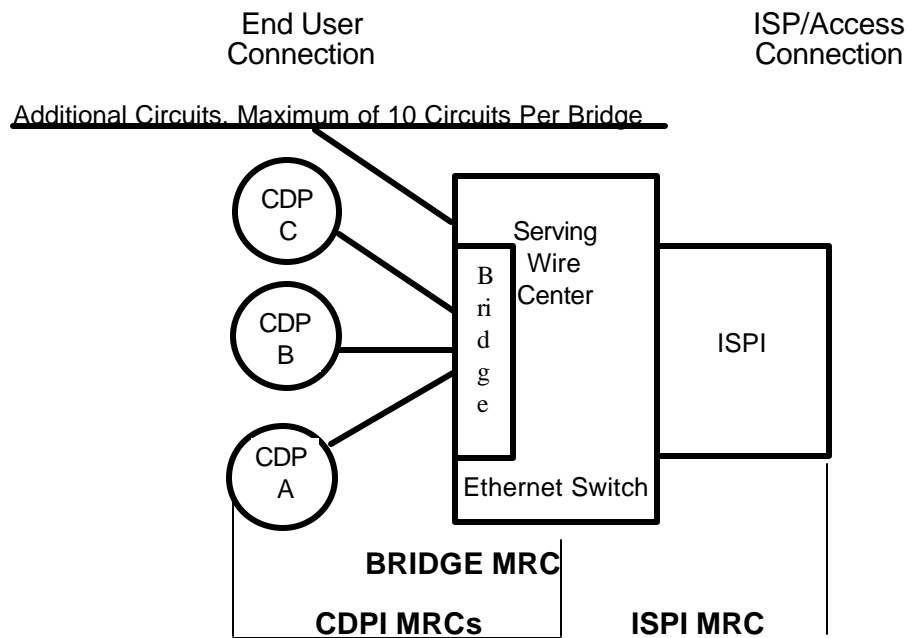 End User
Connection
ISP/Access
Connection
Additional Circuits, Maximum of 10 Circuits Per Bridge
CDP
C
CDP
B
CDP
A
B
ri
d
g
e
Serving
Wire
Center
Ethernet Switch
ISPI
BRIDGE MRC
CDPI MRCs
ISPI MRC